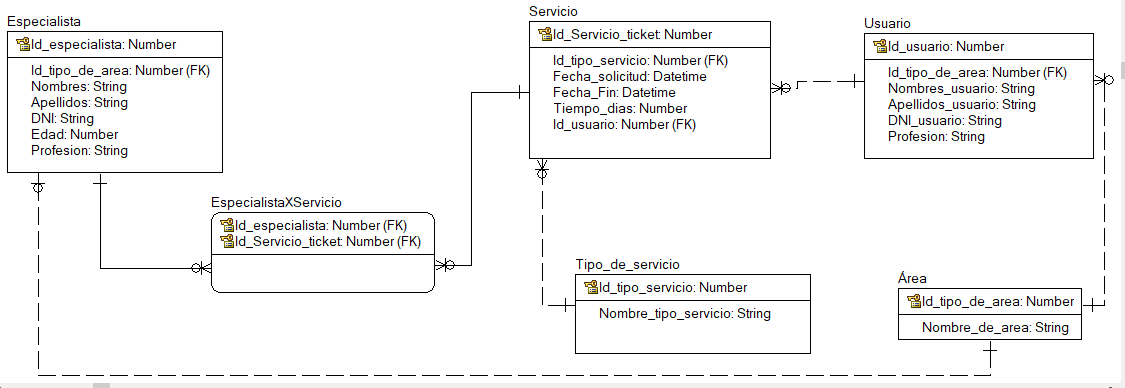 Especialista
Id_especialista: Number
Id_tipo_de_area: Number (FK)
Nombres: String
Apellidos: String
DNI: String
Edad: Number
Profesion: String
Servicio
Id_Servicio_ticket: Number
Id_tipo_servicio: Number (FK)
Fecha_solicitud: Datetime
Fecha_Fin: Datetime
Tiempo_dias: Number
Id_usuario: Number (FK)
Usuario
Id_usuario: Number
Id_tipo_de_area: Number (FK)
Nombres_usuario: String
Apellidos_usuario: String
DNI_usuario: String
Profesion: String
EspecialistaXServicio
Id_especialista: Number (FK)
Id_Servicio_ticket: Number (FK)
Tipo_de_servicio
Id_tipo_servicio: Number
Nombre_tipo_servicio: String
Área
Id_tipo_de_area: Number
Nombre_de_area: String